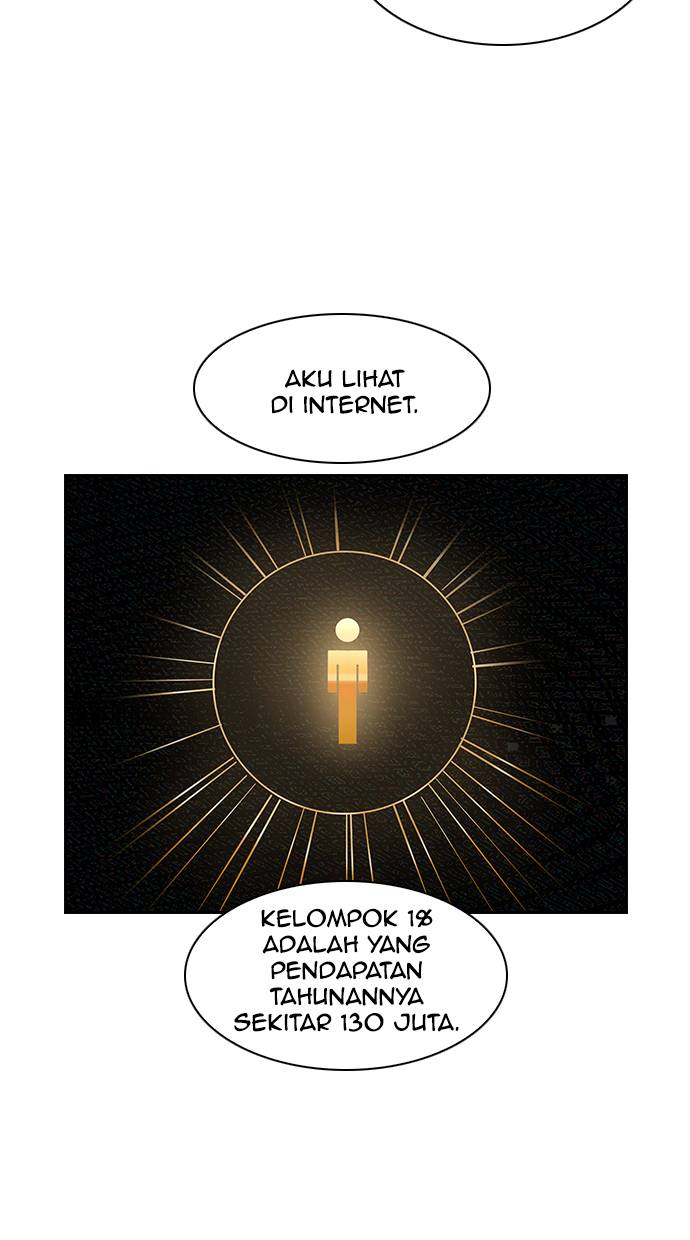 AKU LIHAT
DI INTERNET.
KELOMPOK 1%
ADALAH YANG
PENDAPATAN
TAHUNANNYA
SEKITAR 130 JUTA.